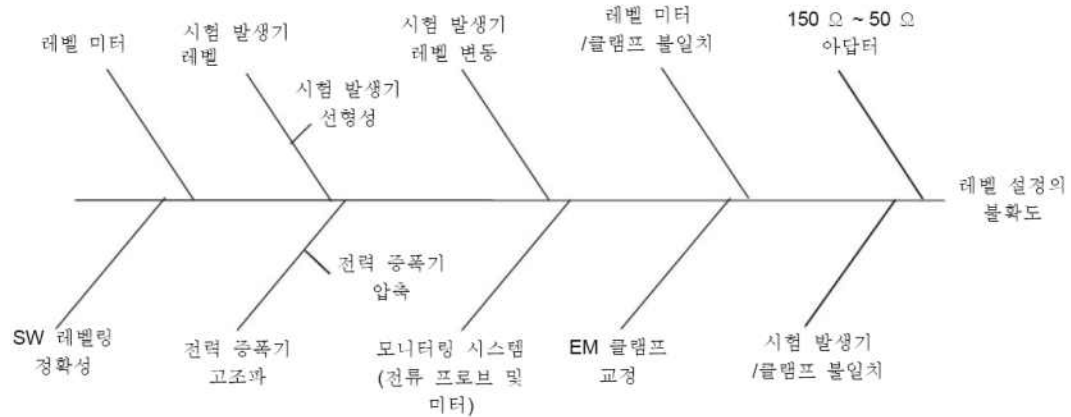 레벨 미터
시험 발생기
레벨
시험 발생기
선형성
시험 발생기
레벨 변동
레벨 미터
/클램프 불일치
150 Ω ~ 50 Ω
아답터
레벨 설정의
불확도
SW 레벨링
정확성
전력 증폭기
압축
전력 증폭기
고조파
모니터링 시스템
(전류 프로브 및
미터)
EM 클램프
교정
시험 발생기
/클램프 불일치